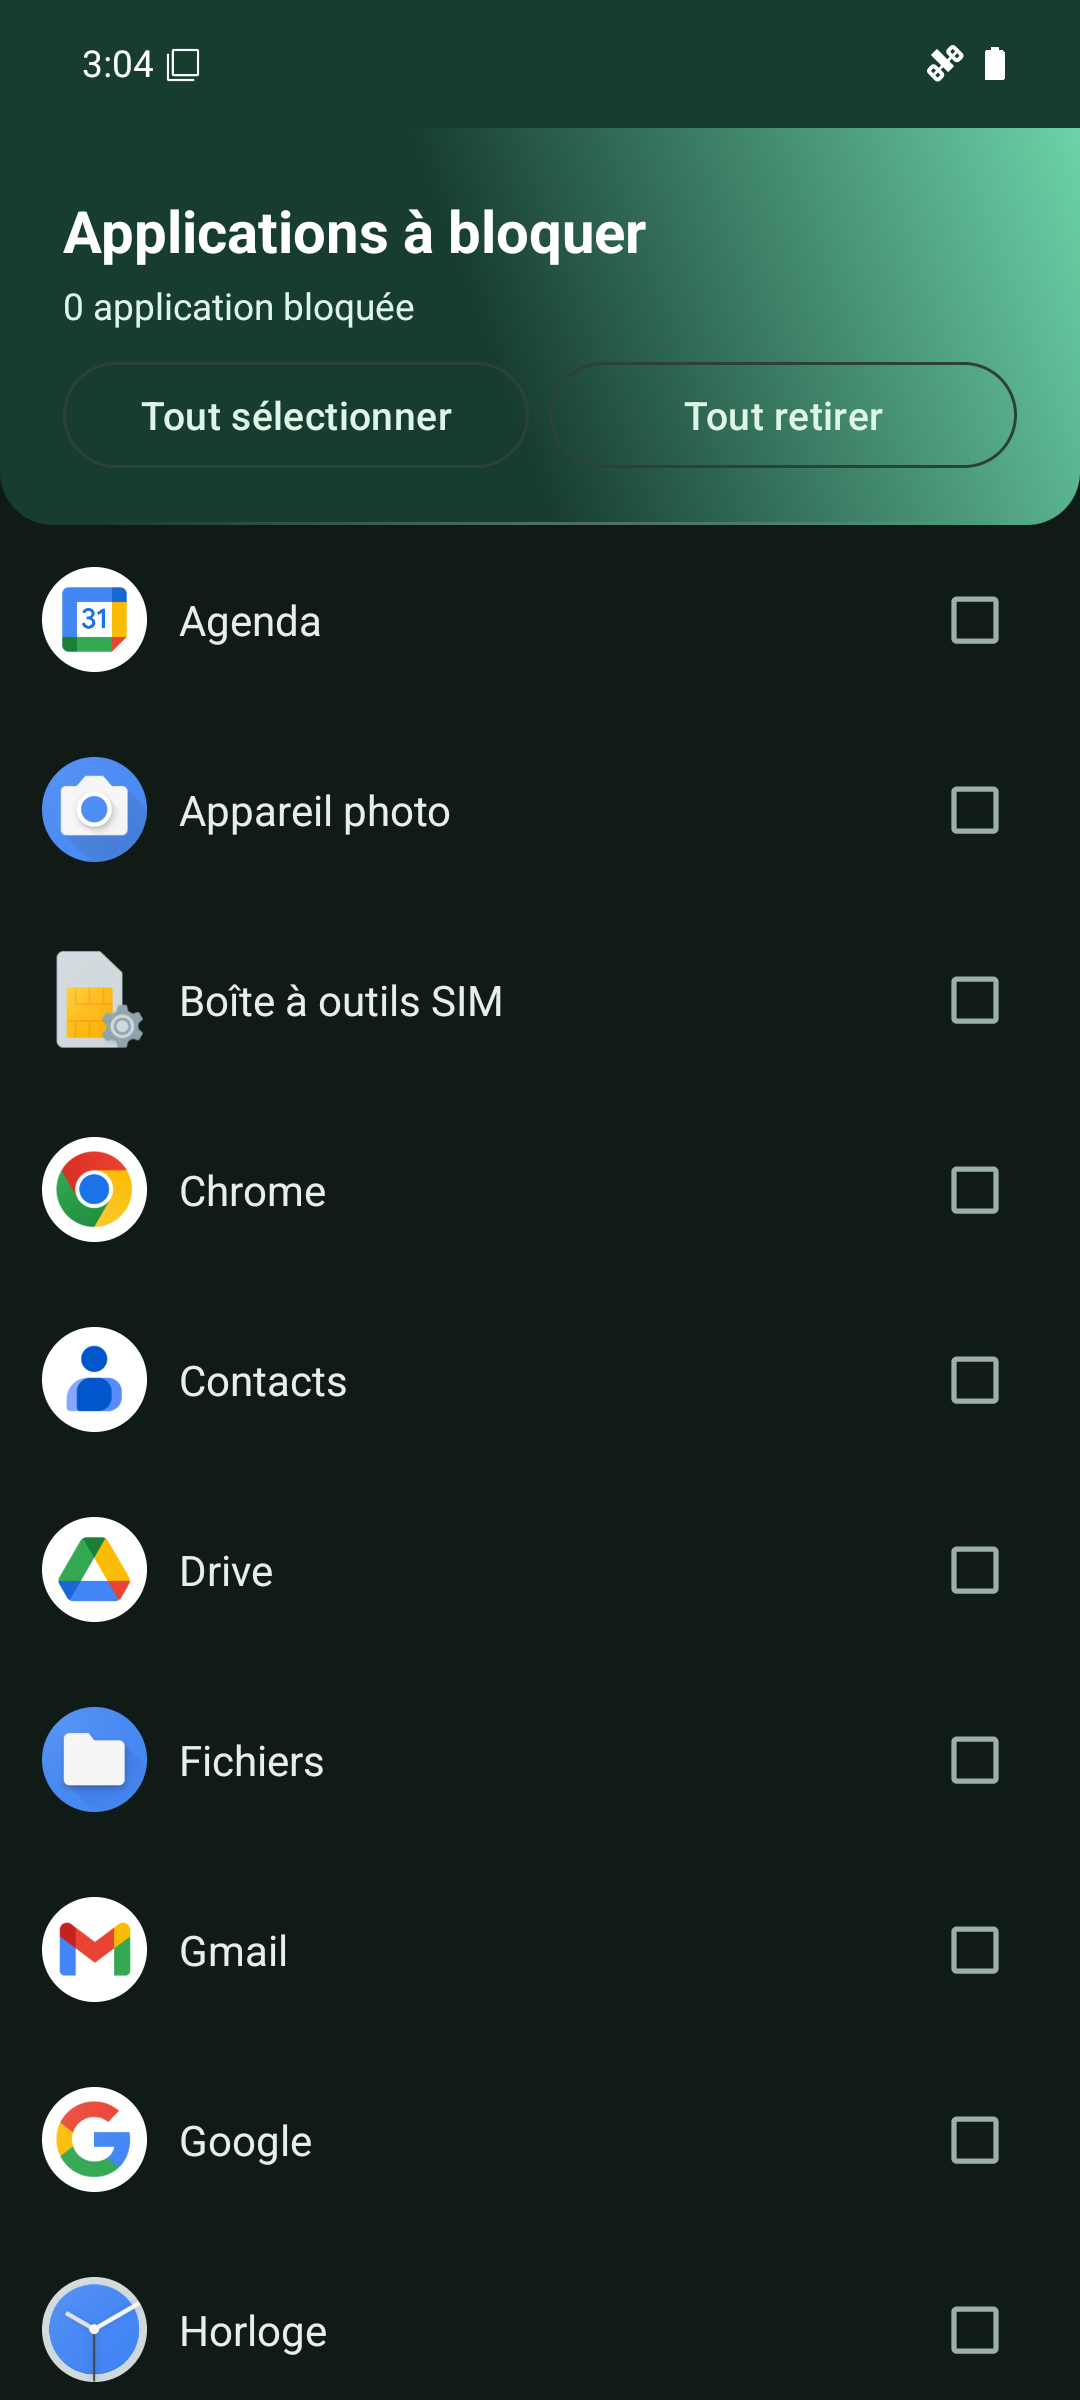 3:04
Applications à bloquer
0 application bloquée
Tout sélectionner
Tout retirer
31
Agenda
Appareil photo
Boîte à outils SIM
Chrome
Contacts
Drive
Fichiers
Gmail
Google
Horloge